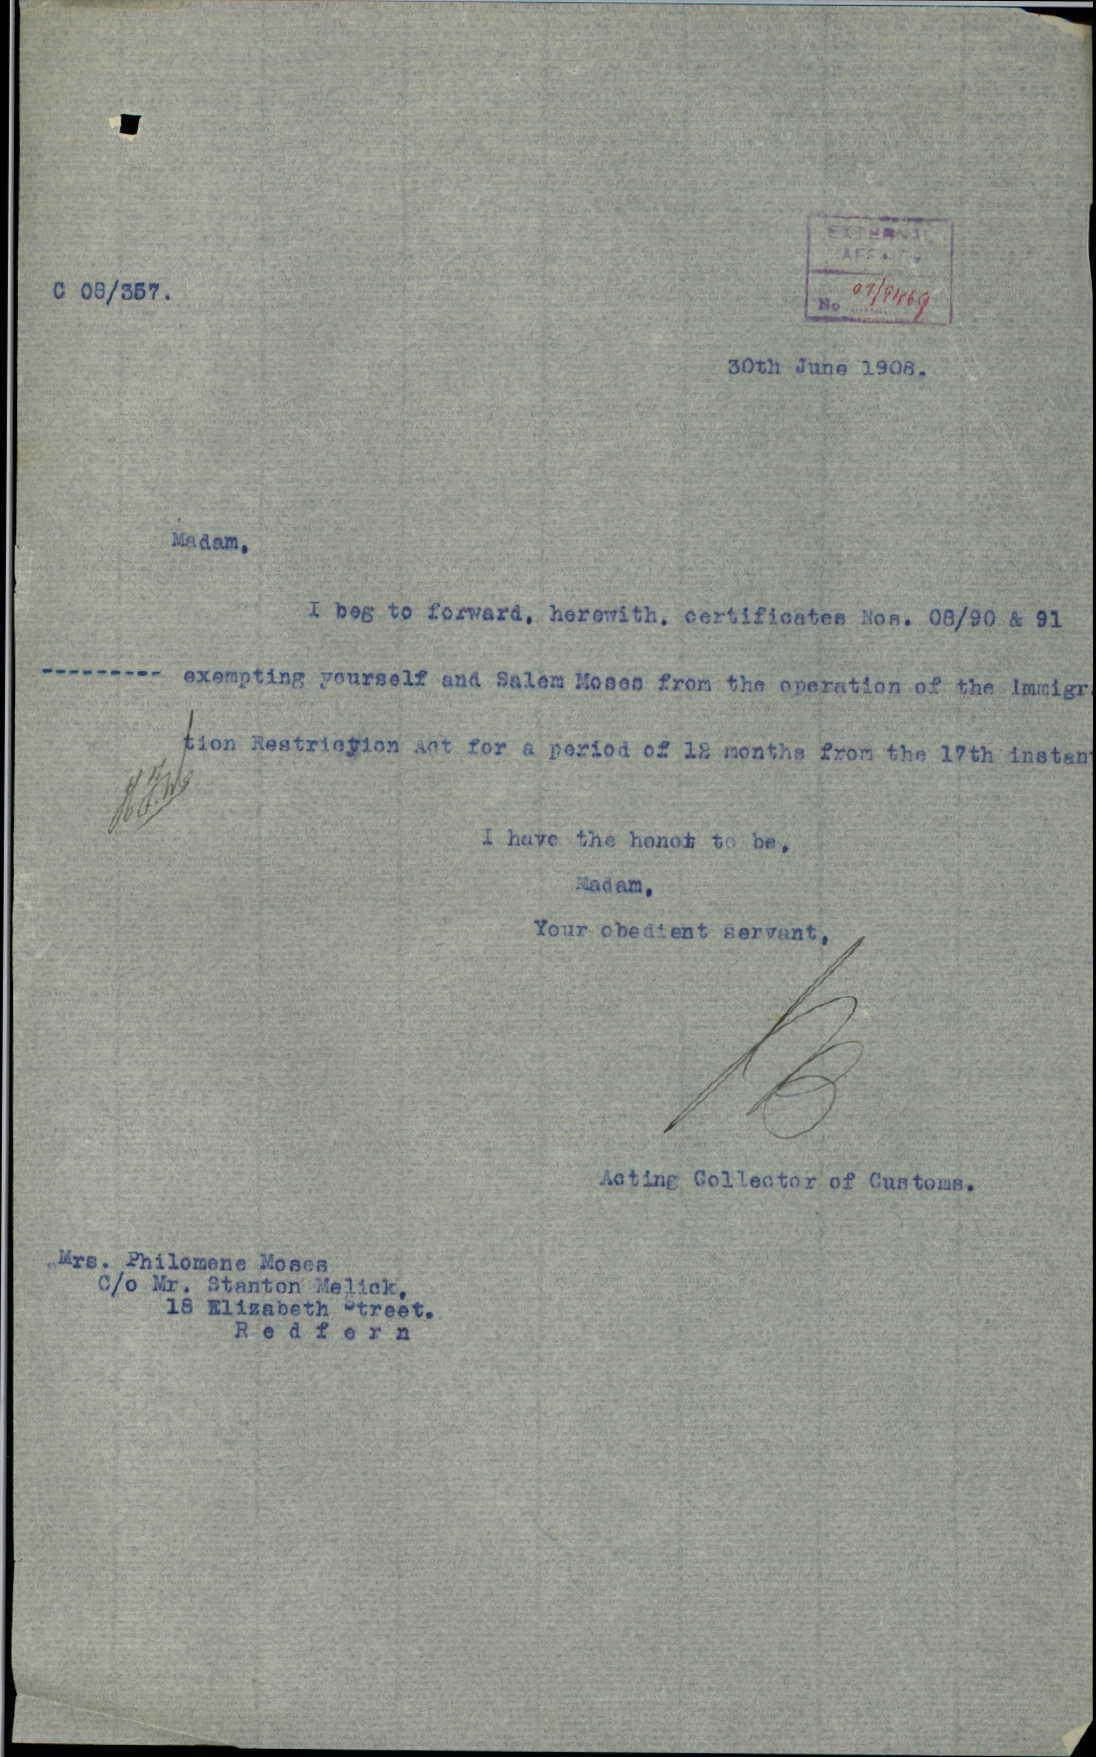 EXTERNAL
AFFAIRS
C 08/357.
No
30th June 1908.
Madam,
I beg to forward, herewith, certificates Nos. 08/90 & 91
--------- exempting yourself and Salem Moses from the operation of the Immigra
tion Restriction Act for a period of 12 months from the 17th instant
I have the honor to be,
Madam,
Your obedient servant,
Acting Collector of Customs.
Mrs. Philomene Moses
C/o Mr. Stanton Melick,
18 Elizabeth Street.
Redfern